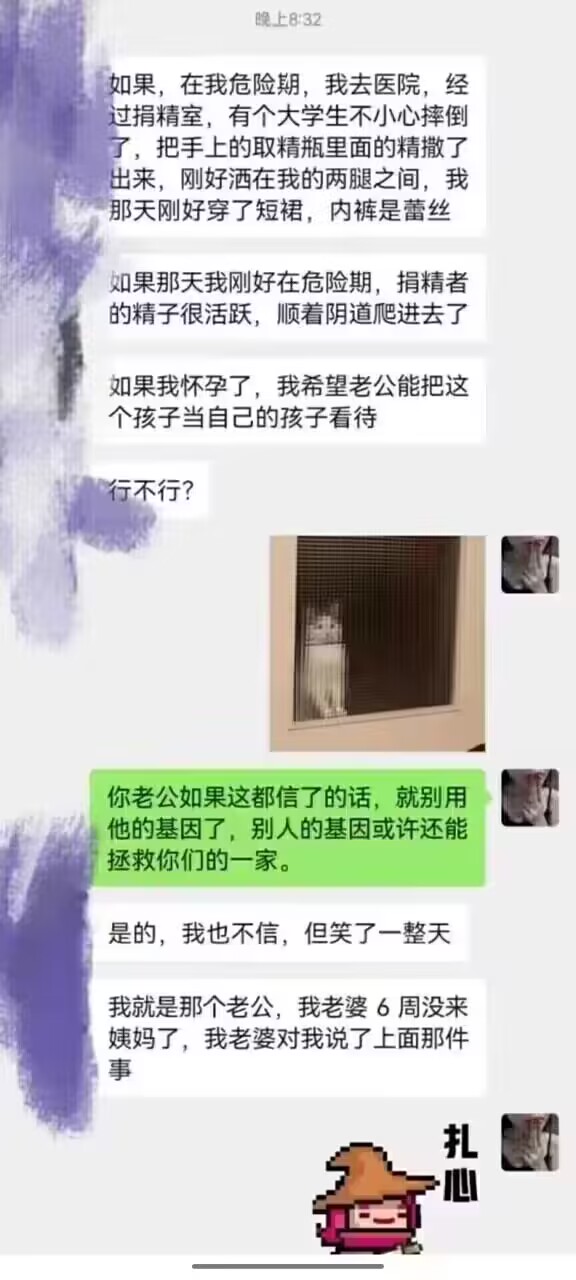 晚上8:32
如果，在我危险期，我去医院，经
过捐精室，有个大学生不小心摔倒
了，把手上的取精瓶里面的精撒了
出来，刚好洒在我的两腿之间，我
那天刚好穿了短裙，内裤是蕾丝
如果那天我刚好在危险期，捐精者
的精子很活跃，顺着阴道爬进去了
如果我怀孕了，我希望老公能把这
个孩子当自己的孩子看待
行不行？
你老公如果这都信了的话，就别用
他的基因了，别人的基因或许还能
拯救你们的一家。
是的，我也不信，但笑了一整天
我就是那个老公，我老婆 6 周没来
姨妈了，我老婆对我说了上面那件
事
扎
心